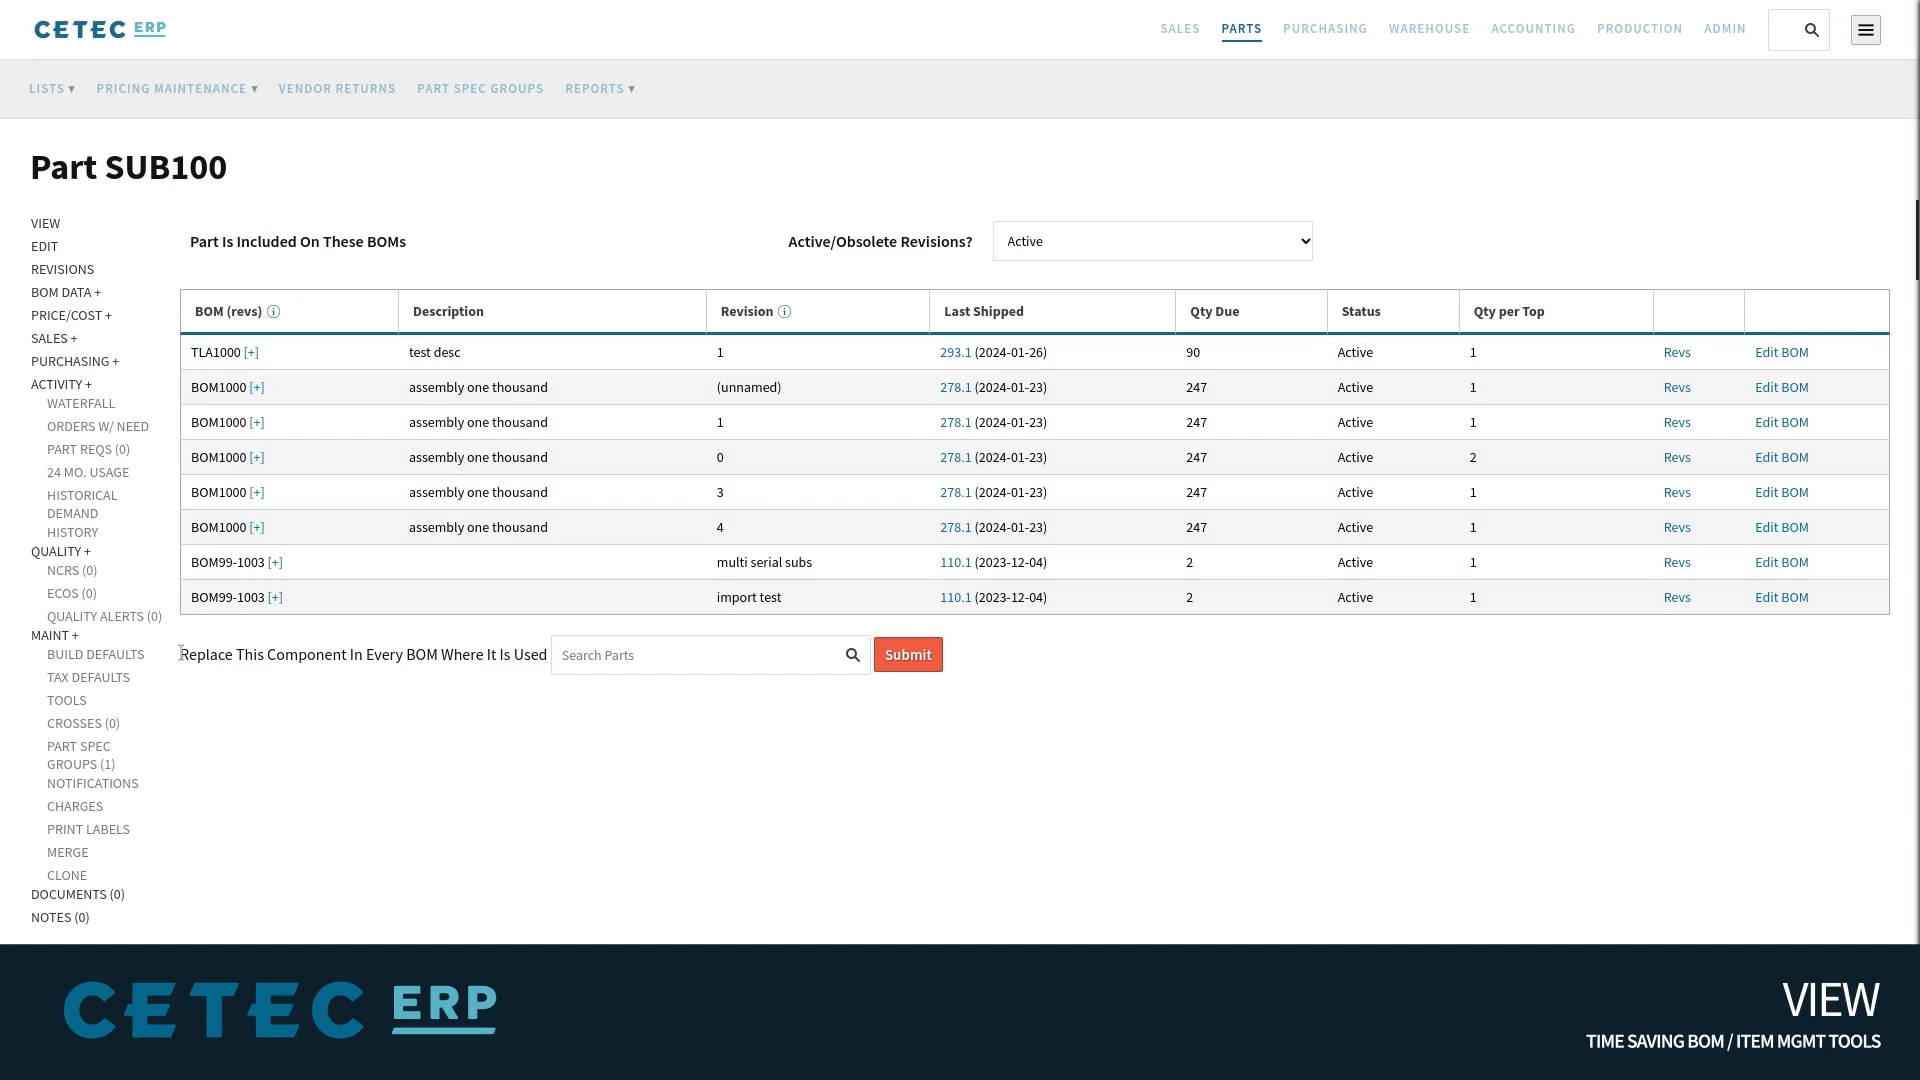 CETEC ERP
SALES PARTS PURCHASING WAREHOUSE ACCOUNTING PRODUCTION ADMIN
LISTS ▾ PRICING MAINTENANCE ▾ VENDOR RETURNS PART SPEC GROUPS REPORTS ▾
Part SUB100
VIEW
EDIT
REVISIONS
BOM DATA +
PRICE/COST +
SALES +
PURCHASING +
ACTIVITY +
WATERFALL
ORDERS W/ NEED
PART REQS (0)
24 MO. USAGE
HISTORICAL
DEMAND
HISTORY
QUALITY +
NCRS (0)
ECOS (0)
QUALITY ALERTS (0)
MAINT +
BUILD DEFAULTS
TAX DEFAULTS
TOOLS
CROSSES (0)
PART SPEC
GROUPS (1)
NOTIFICATIONS
CHARGES
PRINT LABELS
MERGE
CLONE
DOCUMENTS (0)
NOTES (0)
Part Is Included On These BOMs Active/Obsolete Revisions? Active
BOM (revs) ⓘ Description Revision ⓘ Last Shipped Qty Due Status Qty per Top
TLA1000 [+] test desc 1 293.1 (2024-01-26) 90 Active 1 Revs Edit BOM
BOM1000 [+] assembly one thousand (unnamed) 278.1 (2024-01-23) 247 Active 1 Revs Edit BOM
BOM1000 [+] assembly one thousand 1 278.1 (2024-01-23) 247 Active 1 Revs Edit BOM
BOM1000 [+] assembly one thousand 0 278.1 (2024-01-23) 247 Active 2 Revs Edit BOM
BOM1000 [+] assembly one thousand 3 278.1 (2024-01-23) 247 Active 1 Revs Edit BOM
BOM1000 [+] assembly one thousand 4 278.1 (2024-01-23) 247 Active 1 Revs Edit BOM
BOM99-1003 [+] multi serial subs 110.1 (2023-12-04) 2 Active 1 Revs Edit BOM
BOM99-1003 [+] import test 110.1 (2023-12-04) 2 Active 1 Revs Edit BOM
Replace This Component In Every BOM Where It Is Used Search Parts Submit
CETEC ERP
VIEW
TIME SAVING BOM / ITEM MGMT TOOLS